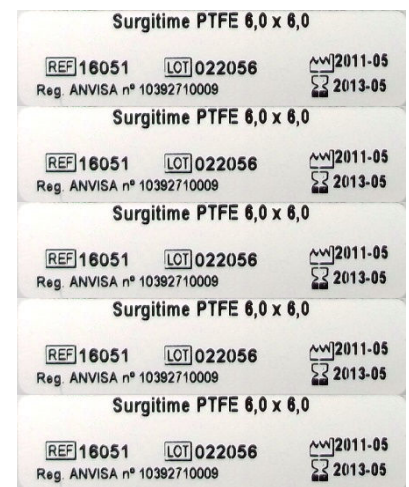 Surgitime PTFE 6,0 x 6,0
REF 16051 LOT 022056 2011-05
Reg. ANVISA nº 10392710009 2013-05
Surgitime PTFE 6,0 x 6,0
REF 16051 LOT 022056 2011-05
Reg. ANVISA nº 10392710009 2013-05
Surgitime PTFE 6,0 x 6,0
REF 16051 LOT 022056 2011-05
Reg. ANVISA nº 10392710009 2013-05
Surgitime PTFE 6,0 x 6,0
REF 16051 LOT 022056 2011-05
Reg. ANVISA nº 10392710009 2013-05
Surgitime PTFE 6,0 x 6,0
REF 16051 LOT 022056 2011-05
Reg. ANVISA nº 10392710009 2013-05